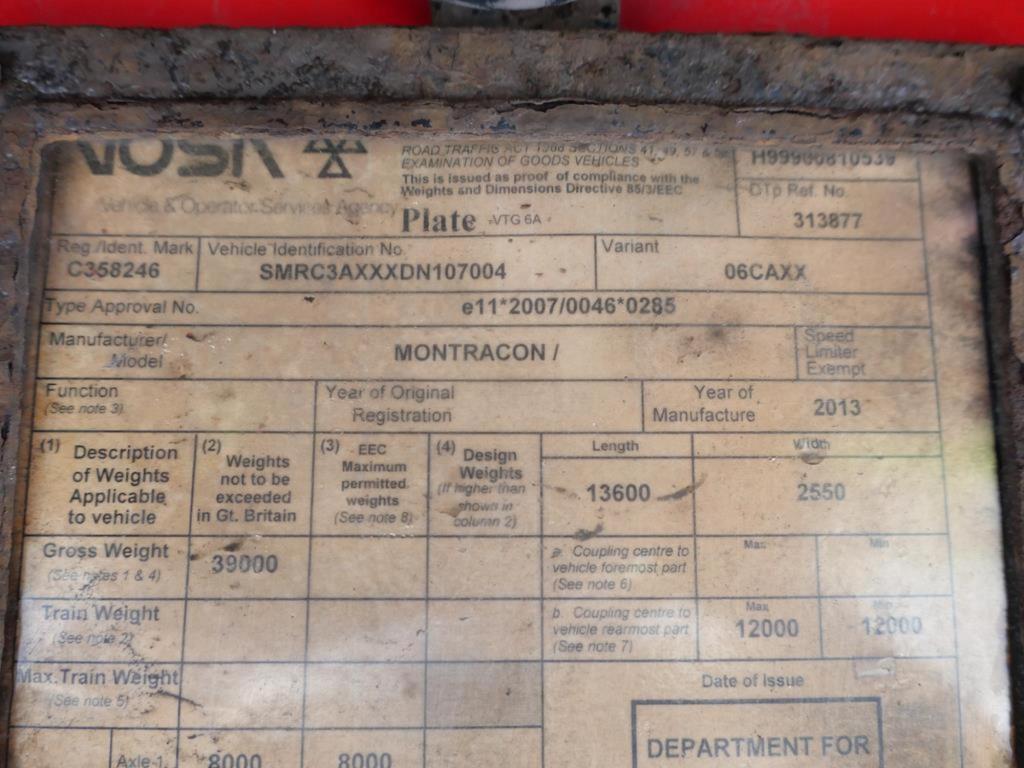 VOSA
ROAD TRAFFIC ACT 1988 SECTIONS 41, 49, 57 &
EXAMINATION OF GOODS VEHICLES
This is issued as proof of compliance with the
Weights and Dimensions Directive 85/3/EEC
Vehicle & Operator Services Agency
Plate VTG 6A
H99900810539
DTp Ref. No.
313877
Reg./Ident. Mark
C358246
Vehicle Identification No.
SMRC3AXXXDN107004
Variant
06CAXX
Type Approval No.
e11*2007/0046*0285
Manufacturer/
Model
MONTRACON /
Speed
Limiter
Exempt
Function
(See note 3)
Year of Original
Registration
Year of
Manufacture
2013
(1) Description
of Weights
Applicable
to vehicle
(2) Weights
not to be
exceeded
in Gt. Britain
(3) EEC
Maximum
permitted
weights
(See note 8)
(4) Design
Weights
(If higher than
shown in
column 2)
Length
13600
Width
2550
Gross Weight
(See notes 1 & 4)
39000
a. Coupling centre to
vehicle foremost part
(See note 6)
Max
Min
Train Weight
(See note 2)
b. Coupling centre to
vehicle rearmost part
(See note 7)
Max
12000
Min
12000
Max. Train Weight
(See note 5)
Date of Issue
DEPARTMENT FOR
Axle-1
8000
8000